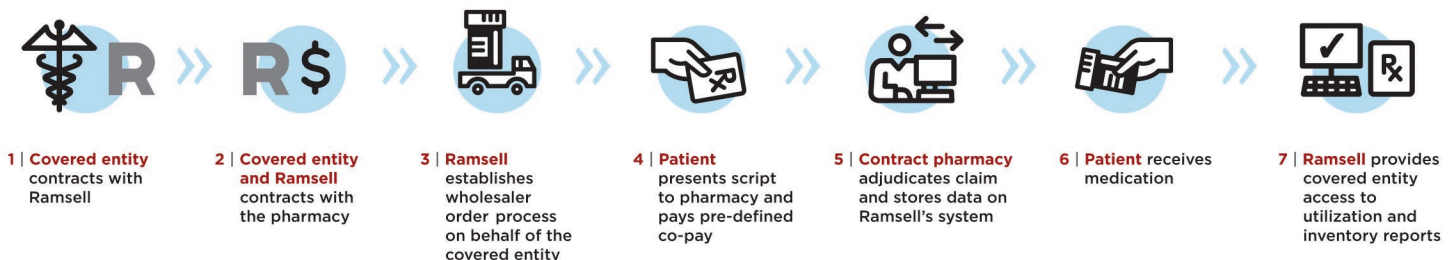 R
R $
Rx
✓
Rx
1 | Covered entity
contracts with
Ramsell
2 | Covered entity
and Ramsell
contracts with
the pharmacy
3 | Ramsell
establishes
wholesaler
order process
on behalf of the
covered entity
4 | Patient
presents script
to pharmacy and
pays pre-defined
co-pay
5 | Contract pharmacy
adjudicates claim
and stores data on
Ramsell's system
6 | Patient receives
medication
7 | Ramsell provides
covered entity
access to
utilization and
inventory reports